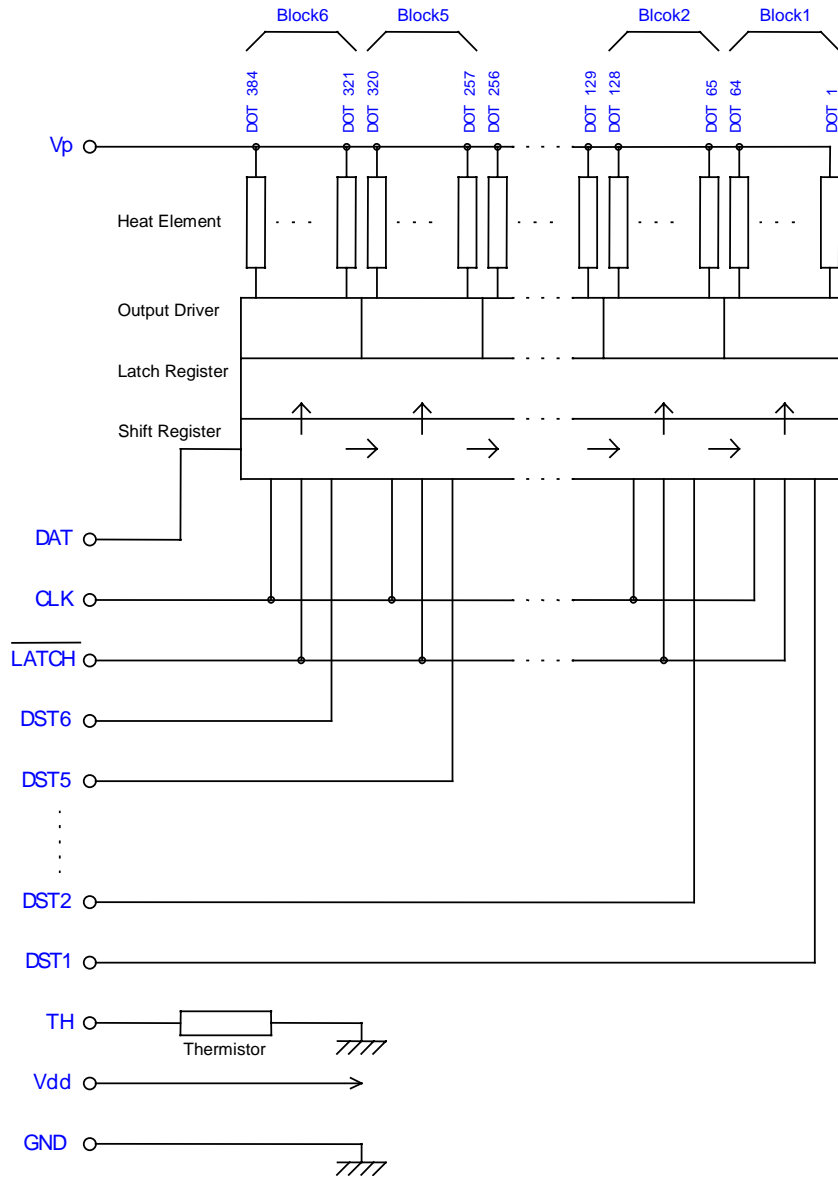 Block6 Block5 Blcok2 Block1
DOT 384 DOT 321 DOT 320 DOT 257 DOT 256 DOT 129 DOT 128 DOT 65 DOT 64 DOT 1
Vp
Heat Element
Output Driver
Latch Register
Shift Register
DAT
CLK
LATCH
DST6
DST5
DST2
DST1
TH
Thermistor
Vdd
GND